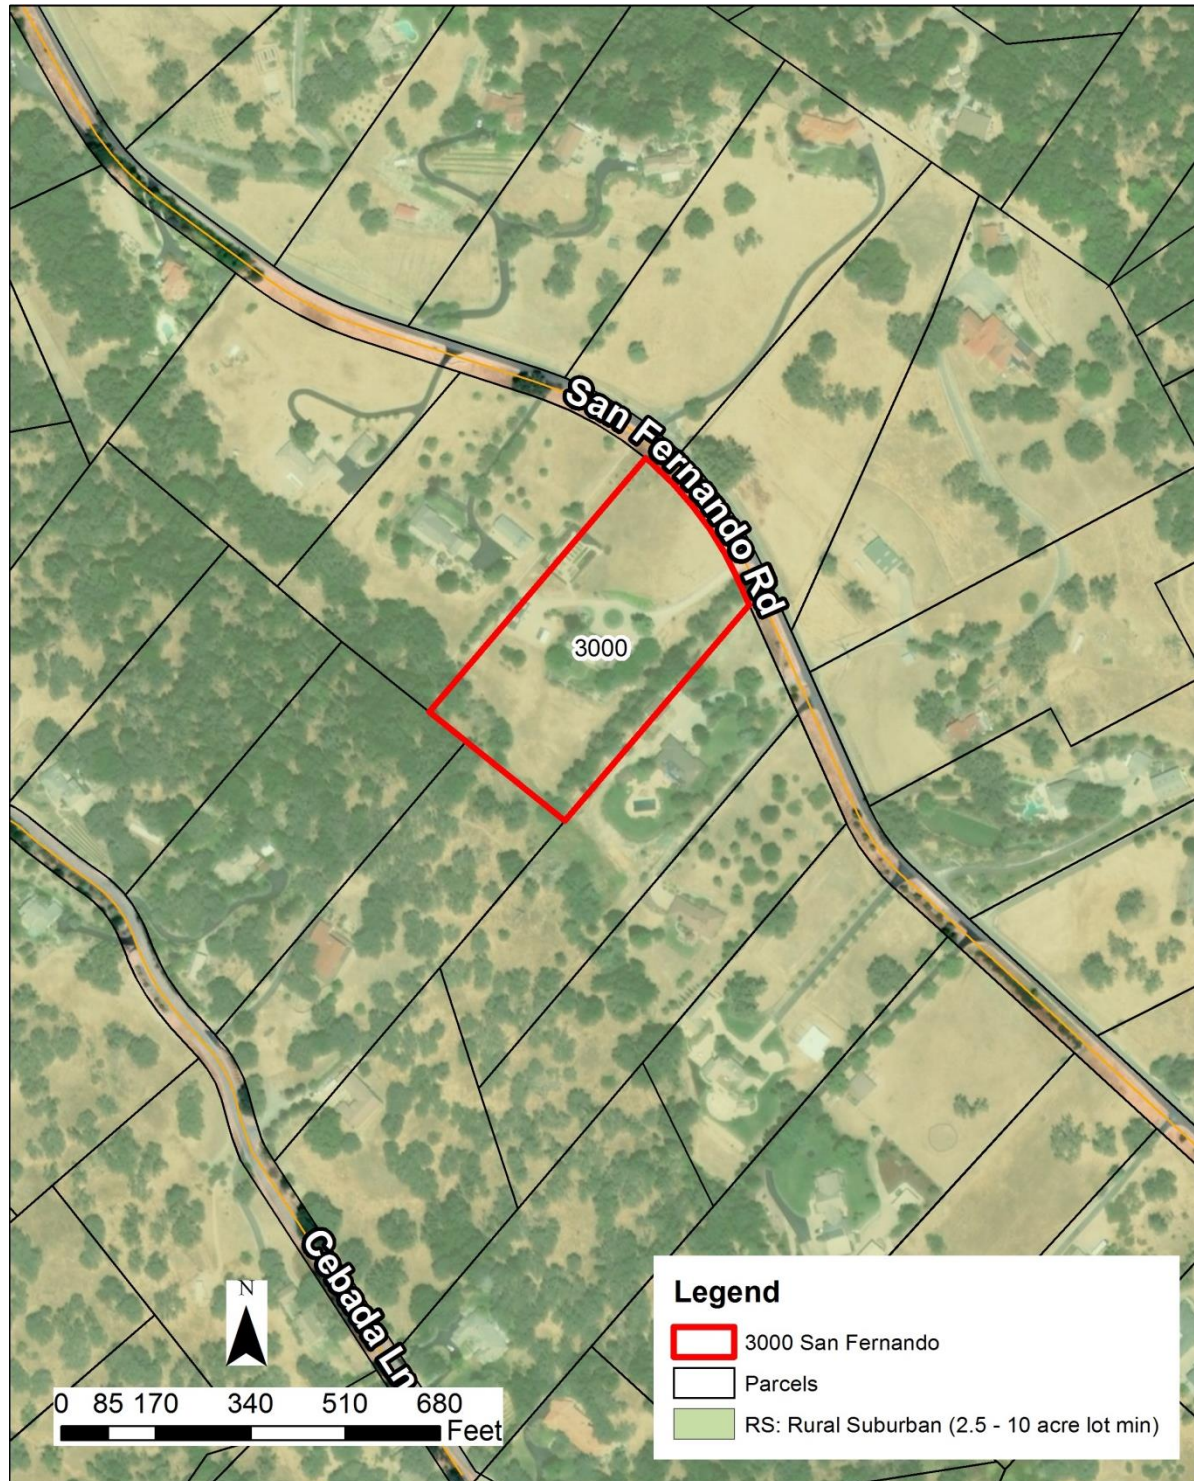 San Fernando Rd
3000
Cebada Ln
N
0 85 170 340 510 680
Feet
Legend
3000 San Fernando
Parcels
RS: Rural Suburban (2.5 - 10 acre lot min)